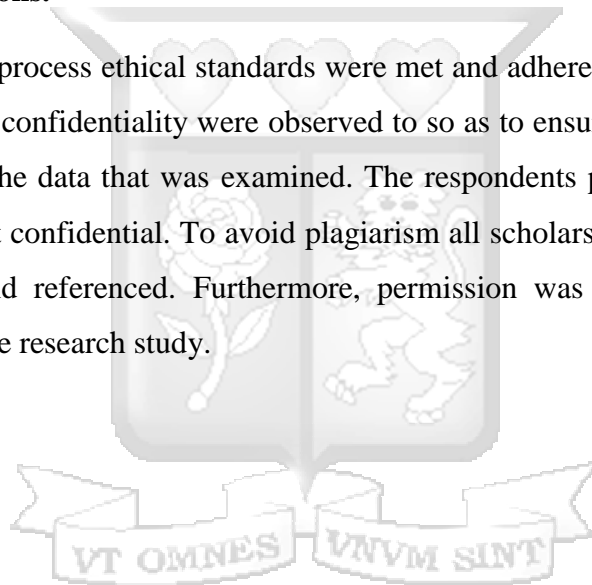 process ethical standards were met and adhere
confidentiality were observed to so as to ensu
he data that was examined. The respondents p
t confidential. To avoid plagiarism all scholars
d referenced. Furthermore, permission was
e research study.
VT OMNES VNVM SINT